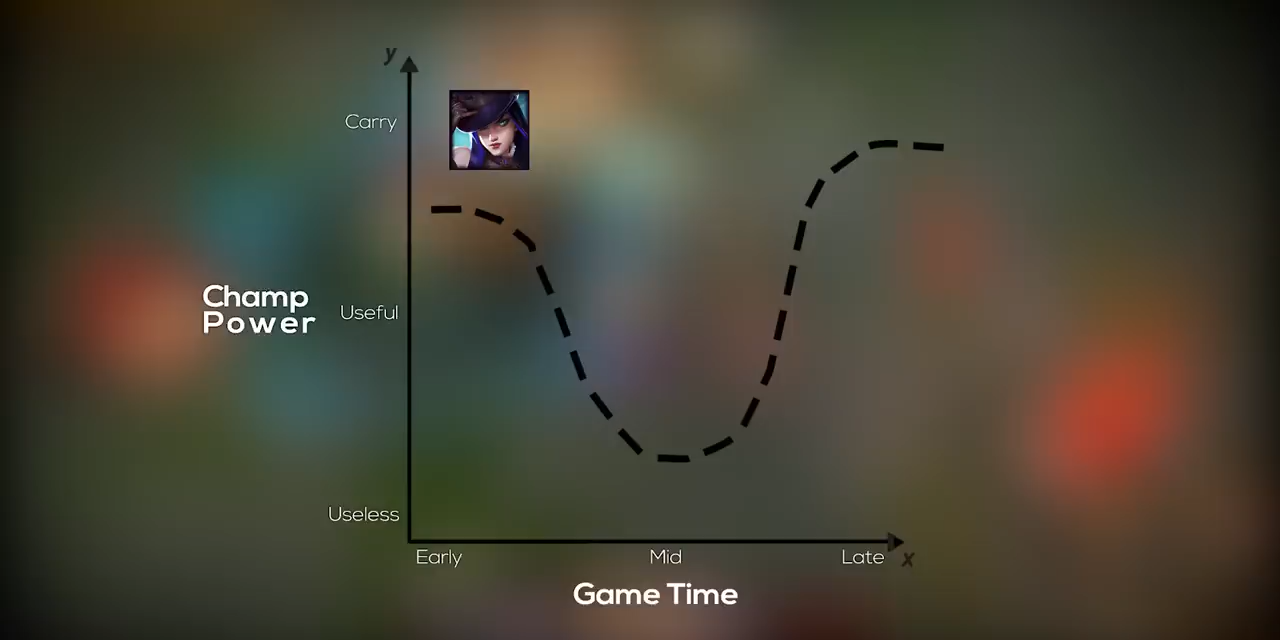 y
Carry
Champ
Power
Useful
Useless
Early
Mid
Late
x
Game Time